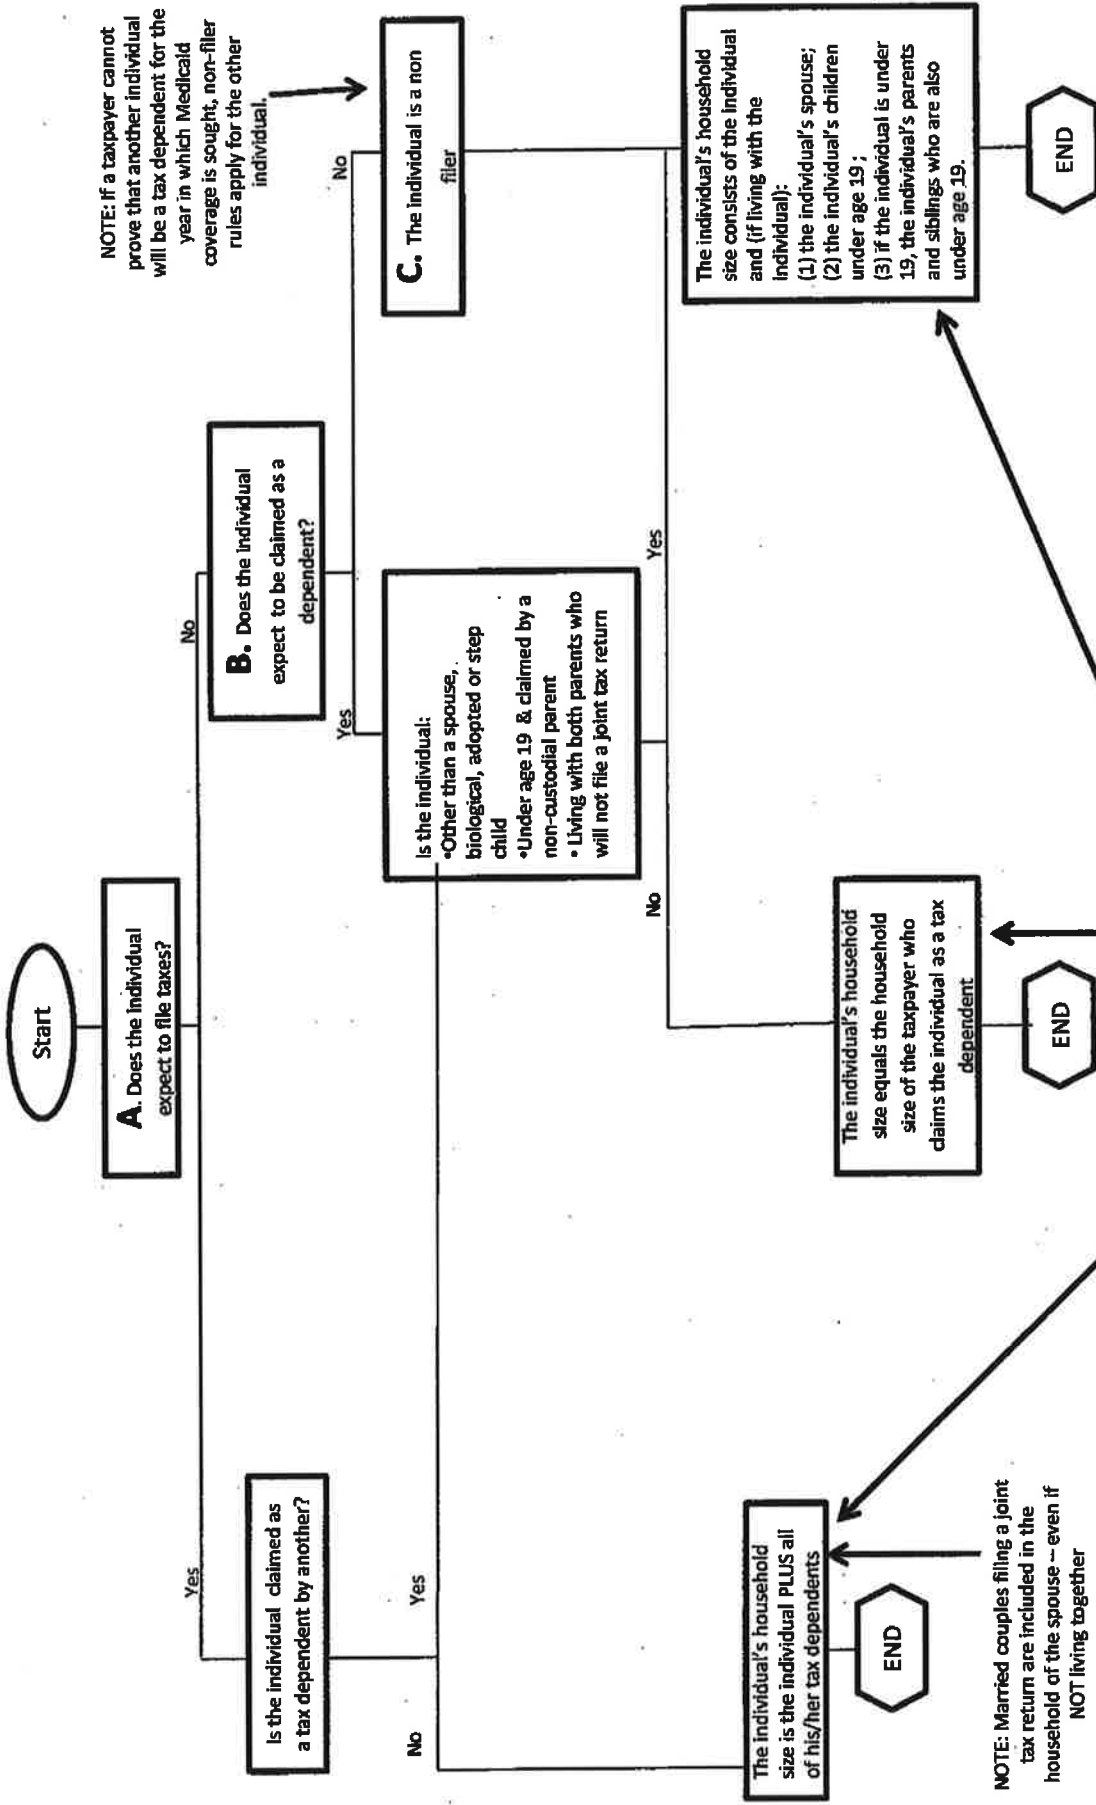 Start
A. Does the individual
expect to file taxes?
Yes
No
Is the individual claimed as
a tax dependent by another?
No
Yes
B. Does the individual
expect to be claimed as a
dependent?
Yes
No
NOTE: If a taxpayer cannot
prove that another individual
will be a tax dependent for the
year in which Medicaid
coverage is sought, non-filer
rules apply for the other
individual.
Is the individual:
•Other than a spouse,
biological, adopted or step
child
•Under age 19 & claimed by a
non-custodial parent
• Living with both parents who
will not file a joint tax return
C. The individual is a non
filer
No
Yes
The individual's household
size is the individual PLUS all
of his/her tax dependents
END
NOTE: Married couples filing a joint
tax return are included in the
household of the spouse – even if
NOT living together
The individual's household
size equals the household
size of the taxpayer who
claims the individual as a tax
dependent
END
The individual's household
size consists of the individual
and (if living with the
individual):
(1) the individual's spouse;
(2) the individual's children
under age 19 ;
(3) if the individual is under
19, the individual's parents
and siblings who are also
under age 19.
END